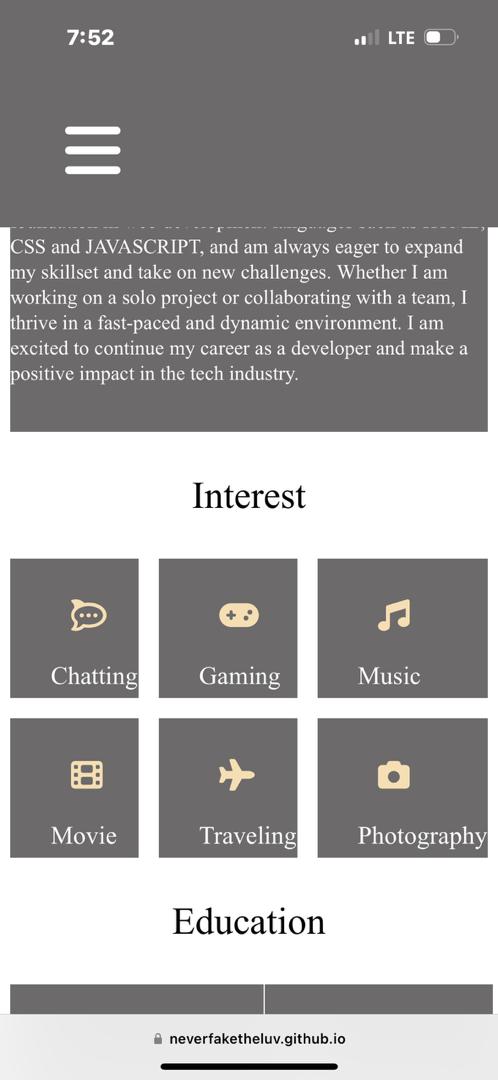 7:52 LTE
CSS and JAVASCRIPT, and am always eager to expand
my skillset and take on new challenges. Whether I am
working on a solo project or collaborating with a team, I
thrive in a fast-paced and dynamic environment. I am
excited to continue my career as a developer and make a
positive impact in the tech industry.
Interest
Chatting Gaming Music
Movie Traveling Photography
Education
neverfaketheluv.github.io